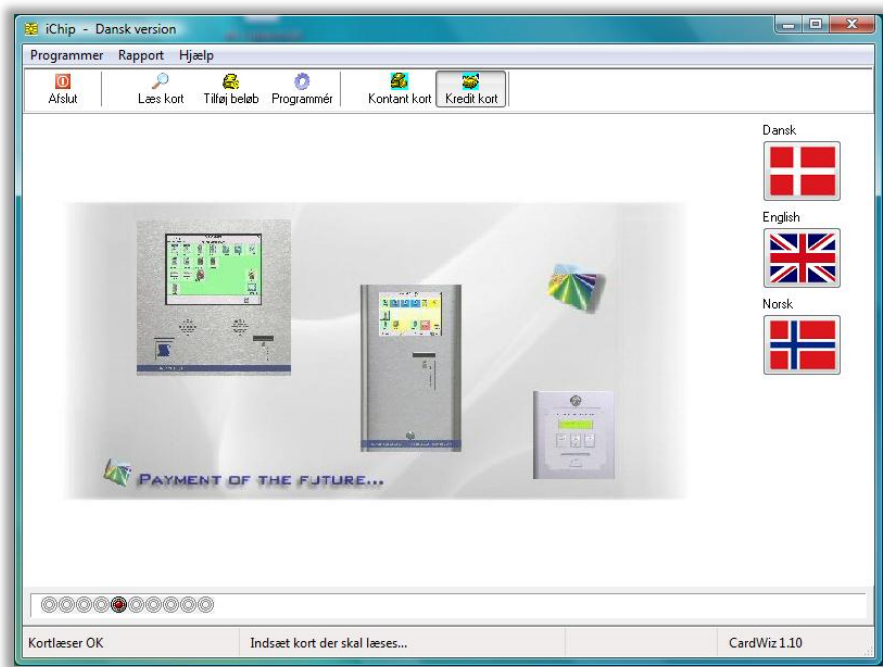 iChip - Dansk version
Programmer Rapport Hjælp
Afslut Læs kort Tilføj beløb Programmér Kontant kort Kredit kort
Dansk
English
Norsk
PAYMENT OF THE FUTURE...
Kortlæser OK Indsæt kort der skal læses... CardWiz 1.10